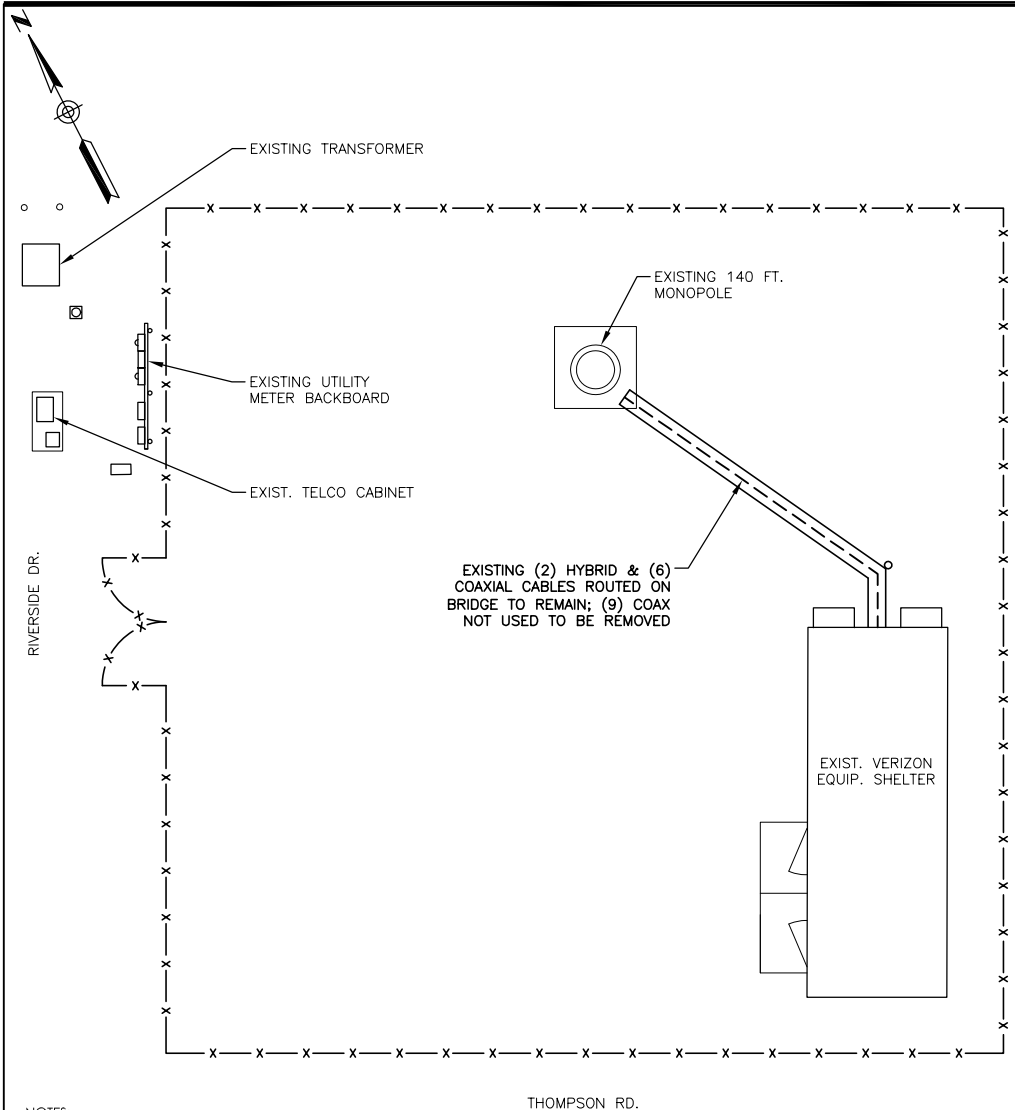 N
EXISTING TRANSFORMER
EXISTING 140 FT.
MONOPOLE
EXISTING UTILITY
METER BACKBOARD
EXIST. TELCO CABINET
RIVERSIDE DR.
EXISTING (2) HYBRID & (6)
COAXIAL CABLES ROUTED ON
BRIDGE TO REMAIN; (9) COAX
NOT USED TO BE REMOVED
EXIST. VERIZON
EQUIP. SHELTER
THOMPSON RD.
NOTES